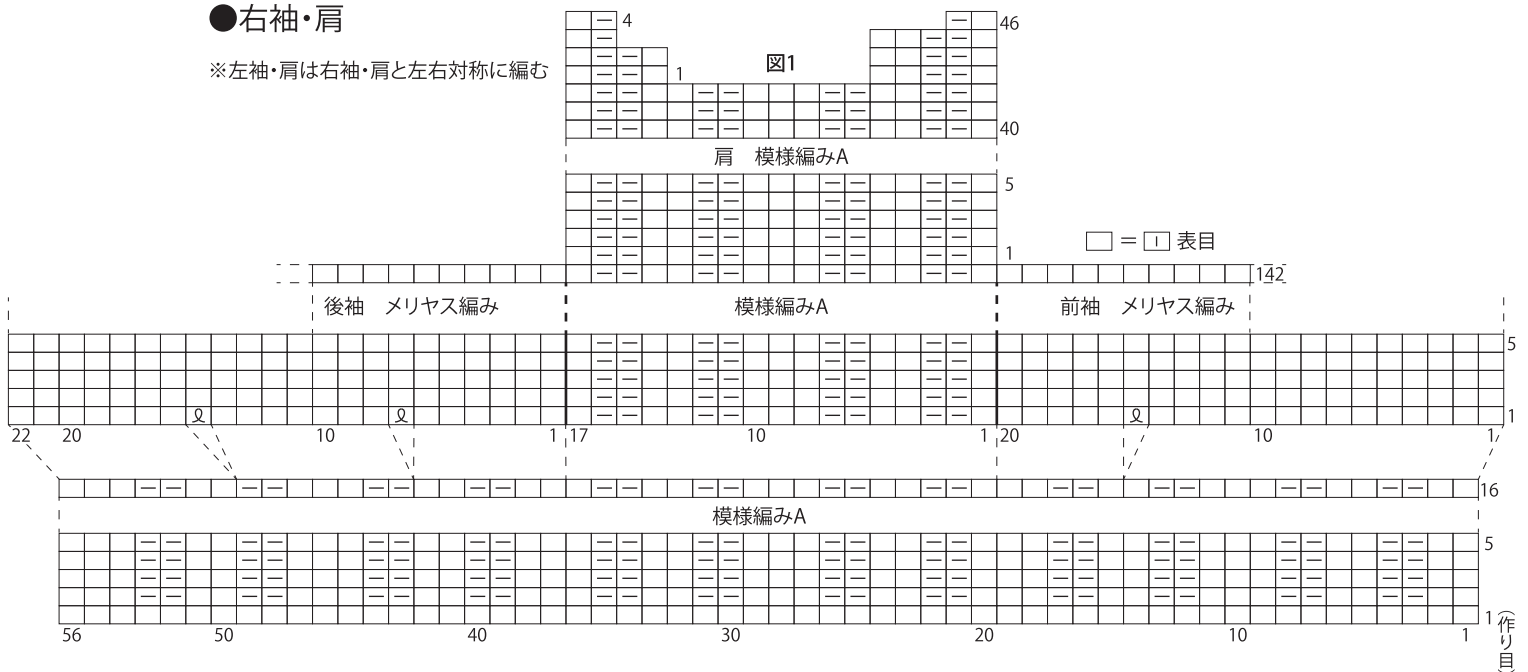 ●右袖・肩
※左袖・肩は右袖・肩と左右対称に編む
4
46
図1
1
40
肩 模様編みA
5
1
□ = | 表目
142
後袖 メリヤス編み
模様編みA
前袖 メリヤス編み
5
1
22 20 10 1 17 10 1 20 10 1
16
模様編みA
5
1(作り目)
56 50 40 30 20 10 1